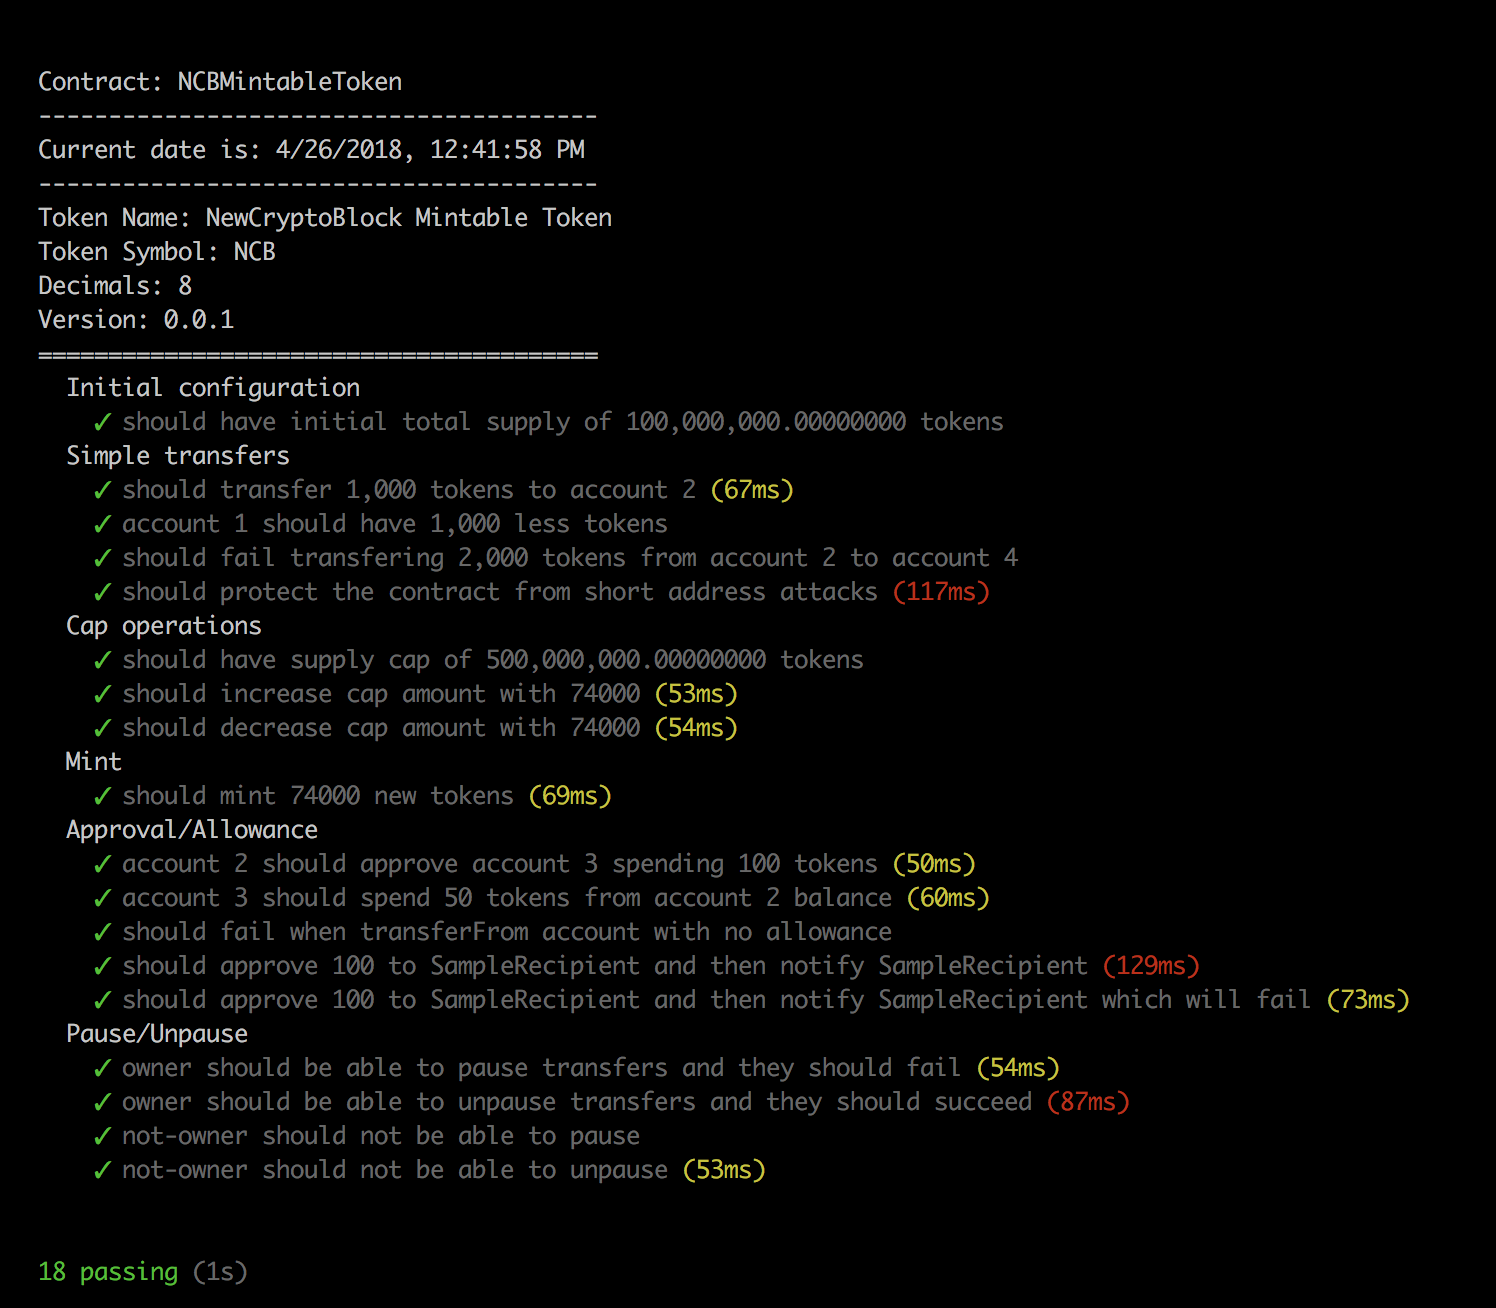 Contract: NCBMintableToken
----------------------------------------
Current date is: 4/26/2018, 12:41:58 PM
----------------------------------------
Token Name: NewCryptoBlock Mintable Token
Token Symbol: NCB
Decimals: 8
Version: 0.0.1
========================================
Initial configuration
✓ should have initial total supply of 100,000,000.00000000 tokens
Simple transfers
✓ should transfer 1,000 tokens to account 2 (67ms)
✓ account 1 should have 1,000 less tokens
✓ should fail transfering 2,000 tokens from account 2 to account 4
✓ should protect the contract from short address attacks (117ms)
Cap operations
✓ should have supply cap of 500,000,000.00000000 tokens
✓ should increase cap amount with 74000 (53ms)
✓ should decrease cap amount with 74000 (54ms)
Mint
✓ should mint 74000 new tokens (69ms)
Approval/Allowance
✓ account 2 should approve account 3 spending 100 tokens (50ms)
✓ account 3 should spend 50 tokens from account 2 balance (60ms)
✓ should fail when transferFrom account with no allowance
✓ should approve 100 to SampleRecipient and then notify SampleRecipient (129ms)
✓ should approve 100 to SampleRecipient and then notify SampleRecipient which will fail (73ms)
Pause/Unpause
✓ owner should be able to pause transfers and they should fail (54ms)
✓ owner should be able to unpause transfers and they should succeed (87ms)
✓ not-owner should not be able to pause
✓ not-owner should not be able to unpause (53ms)
18 passing (1s)